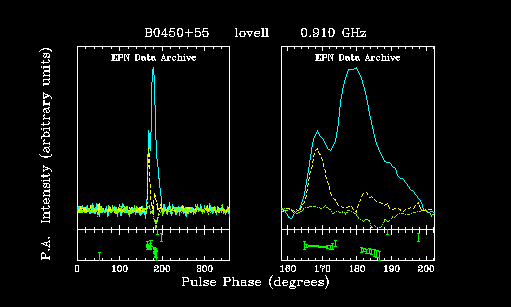 B0450+55 lovell 0.910 GHz
EPN Data Archive EPN Data Archive
P.A. Intensity (arbitrary units)
0 100 200 300 160 170 180 190 200
Pulse Phase (degrees)